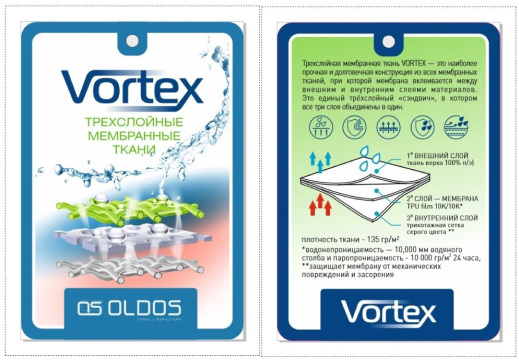 Vortex
ТРЕХСЛОЙНЫЕ
МЕМБРАННЫЕ
ТКАНИ
OLDOS
Трехслойная мембранная ткань VORTEX — это наиболее
прочная и долговечная конструкция из всех мембранных
тканей, при которой мембрана вклеивается между
внешним и внутренним слоями материалов.
Это единый трёхслойный «сэндвич», в котором
все три слоя объединены в один.
1й ВНЕШНИЙ СЛОЙ
ткань верха 100% п/э)
2й СЛОЙ — МЕМБРАНА
TPU film 10K/10K*
3й ВНУТРЕННИЙ СЛОЙ
трикотажная сетка
серого цвета **
плотность ткани - 135 гр/м²
*водонепроницаемость — 10,000 мм водяного
столба и паропроницаемость - 10 000 гр/м² 24 часа,
**защищает мембрану от механических
повреждений и засорения
Vortex